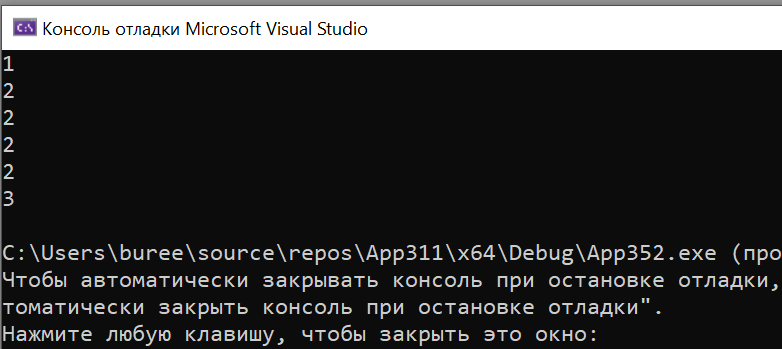 Консоль отладки Microsoft Visual Studio
1
2
2
2
2
3
C:\Users\buree\source\repos\App311\x64\Debug\App352.exe (про
Чтобы автоматически закрывать консоль при остановке отладки,
томатически закрыть консоль при остановке отладки".
Нажмите любую клавишу, чтобы закрыть это окно: